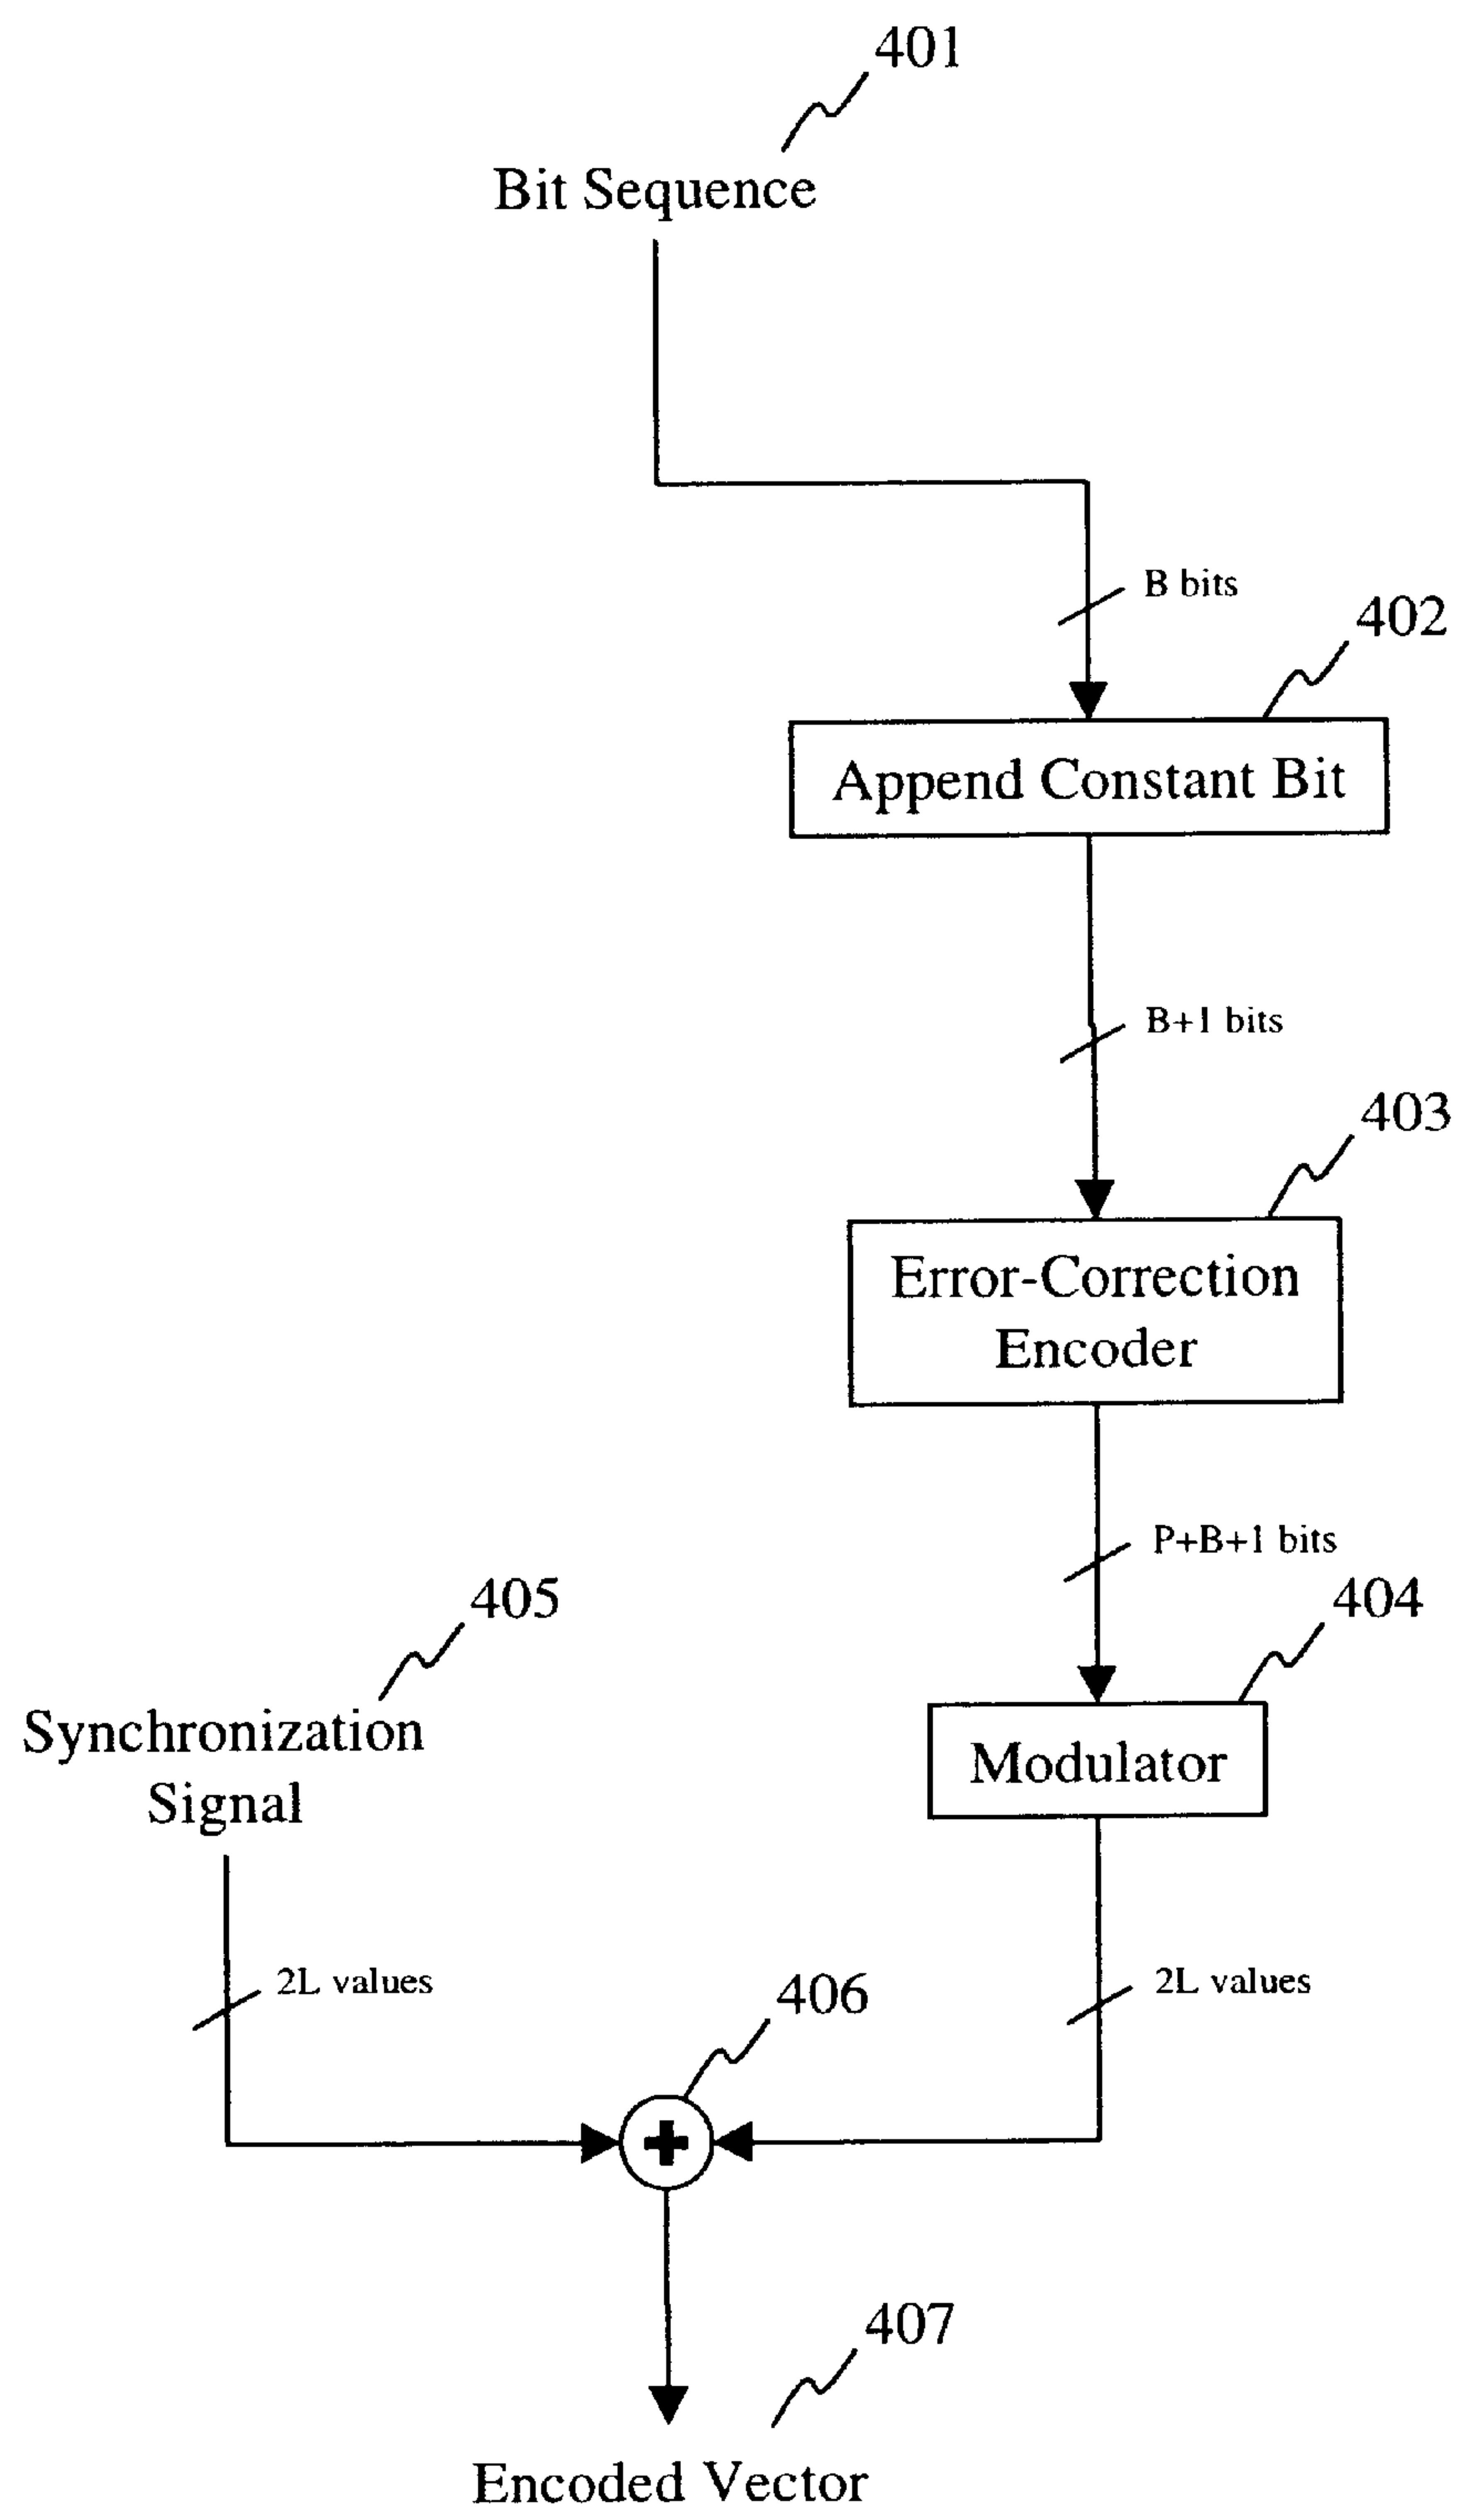 401
Bit Sequence
B bits
402
Append Constant Bit
B+1 bits
403
Error-Correction
Encoder
P+B+1 bits
405
404
Synchronization
Signal
Modulator
2L values
406
2L values
+
407
Encoded Vector